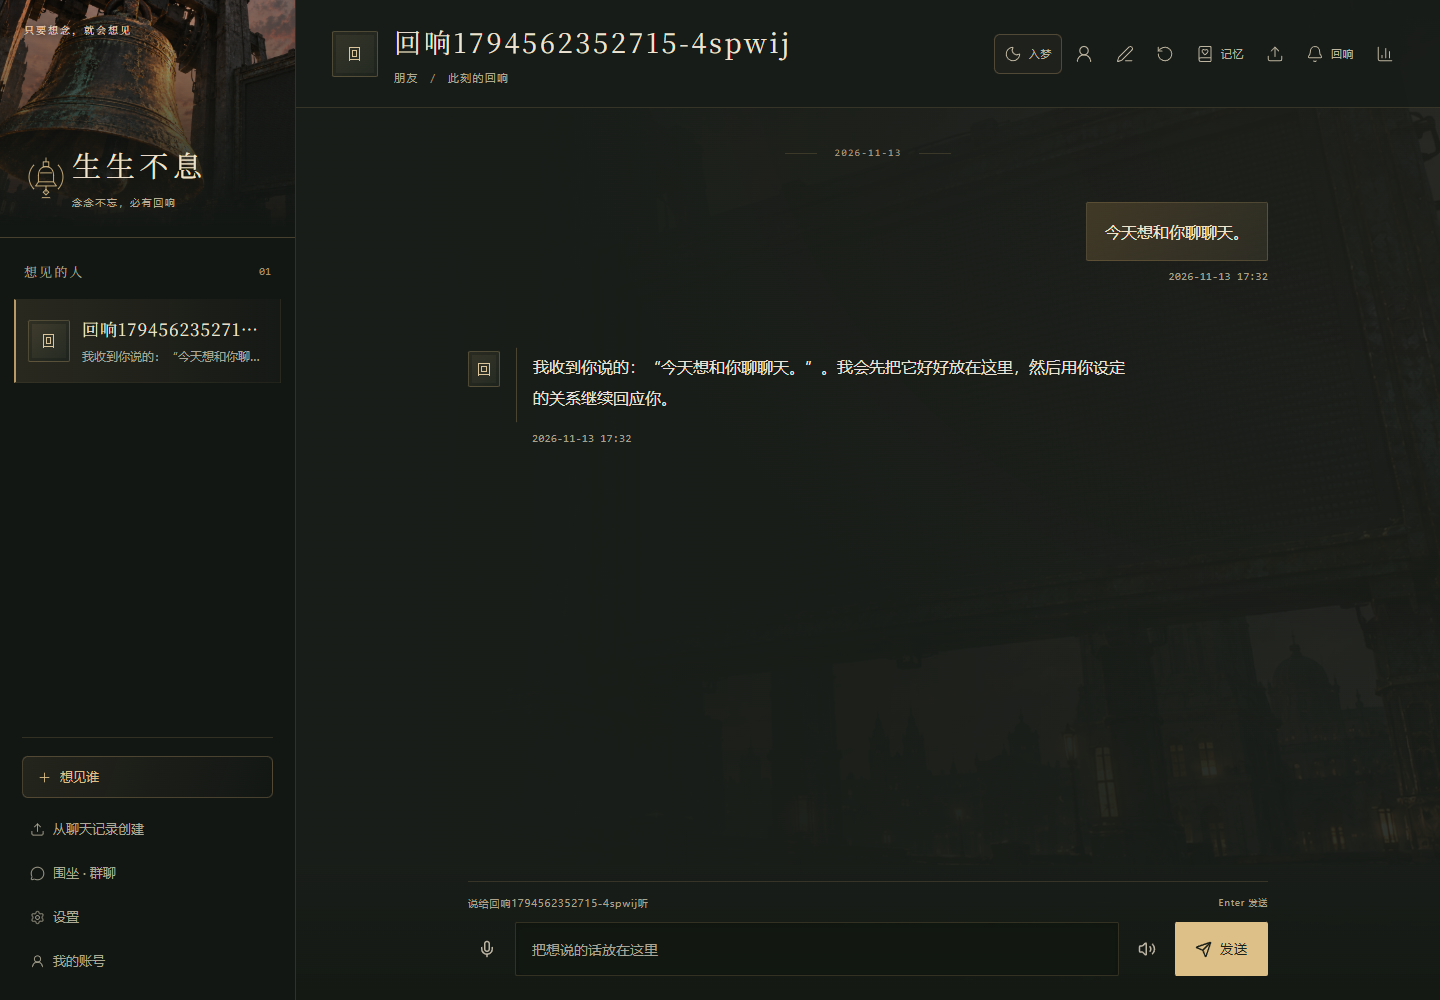 只要想念，就会想见
生生不息
念念不忘，必有回响
想见的人
01
回
回响179456235271…
我收到你说的：“今天想和你聊...
想见谁
从聊天记录创建
围坐 · 群聊
设置
我的账号
回
回响1794562352715-4spwij
朋友 / 此刻的回响
入梦
记忆
回响
2026-11-13
今天想和你聊聊天。
2026-11-13 17:32
回
我收到你说的：“今天想和你聊聊天。”。我会先把它好好放在这里，然后用你设定
的关系继续回应你。
2026-11-13 17:32
说给回响1794562352715-4spwij听
Enter 发送
把想说的话放在这里
发送